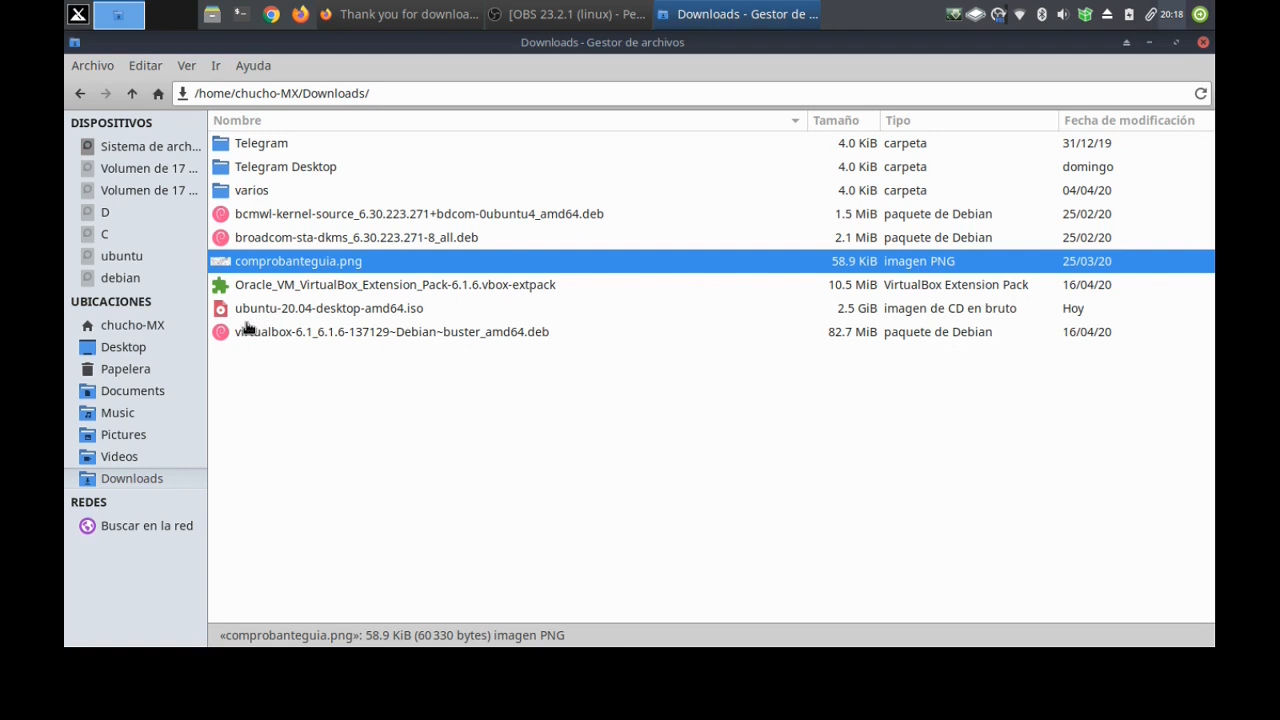 Thank you for downloa...
[OBS 23.2.1 (linux) - Pe...
Downloads - Gestor de ...
20:18
Downloads - Gestor de archivos
Archivo Editar Ver Ir Ayuda
/home/chucho-MX/Downloads/
DISPOSITIVOS
Sistema de arch...
Volumen de 17 ...
Volumen de 17 ...
D
C
ubuntu
debian
UBICACIONES
chucho-MX
Desktop
Papelera
Documents
Music
Pictures
Videos
Downloads
REDES
Buscar en la red
Nombre Tamaño Tipo Fecha de modificación
Telegram 4.0 KiB carpeta 31/12/19
Telegram Desktop 4.0 KiB carpeta domingo
varios 4.0 KiB carpeta 04/04/20
bcmwl-kernel-source_6.30.223.271+bdcom-0ubuntu4_amd64.deb 1.5 MiB paquete de Debian 25/02/20
broadcom-sta-dkms_6.30.223.271-8_all.deb 2.1 MiB paquete de Debian 25/02/20
comprobanteguia.png 58.9 KiB imagen PNG 25/03/20
Oracle_VM_VirtualBox_Extension_Pack-6.1.6.vbox-extpack 10.5 MiB VirtualBox Extension Pack 16/04/20
ubuntu-20.04-desktop-amd64.iso 2.5 GiB imagen de CD en bruto Hoy
virtualbox-6.1_6.1.6-137129~Debian~buster_amd64.deb 82.7 MiB paquete de Debian 16/04/20
«comprobanteguia.png»: 58.9 KiB (60 330 bytes) imagen PNG